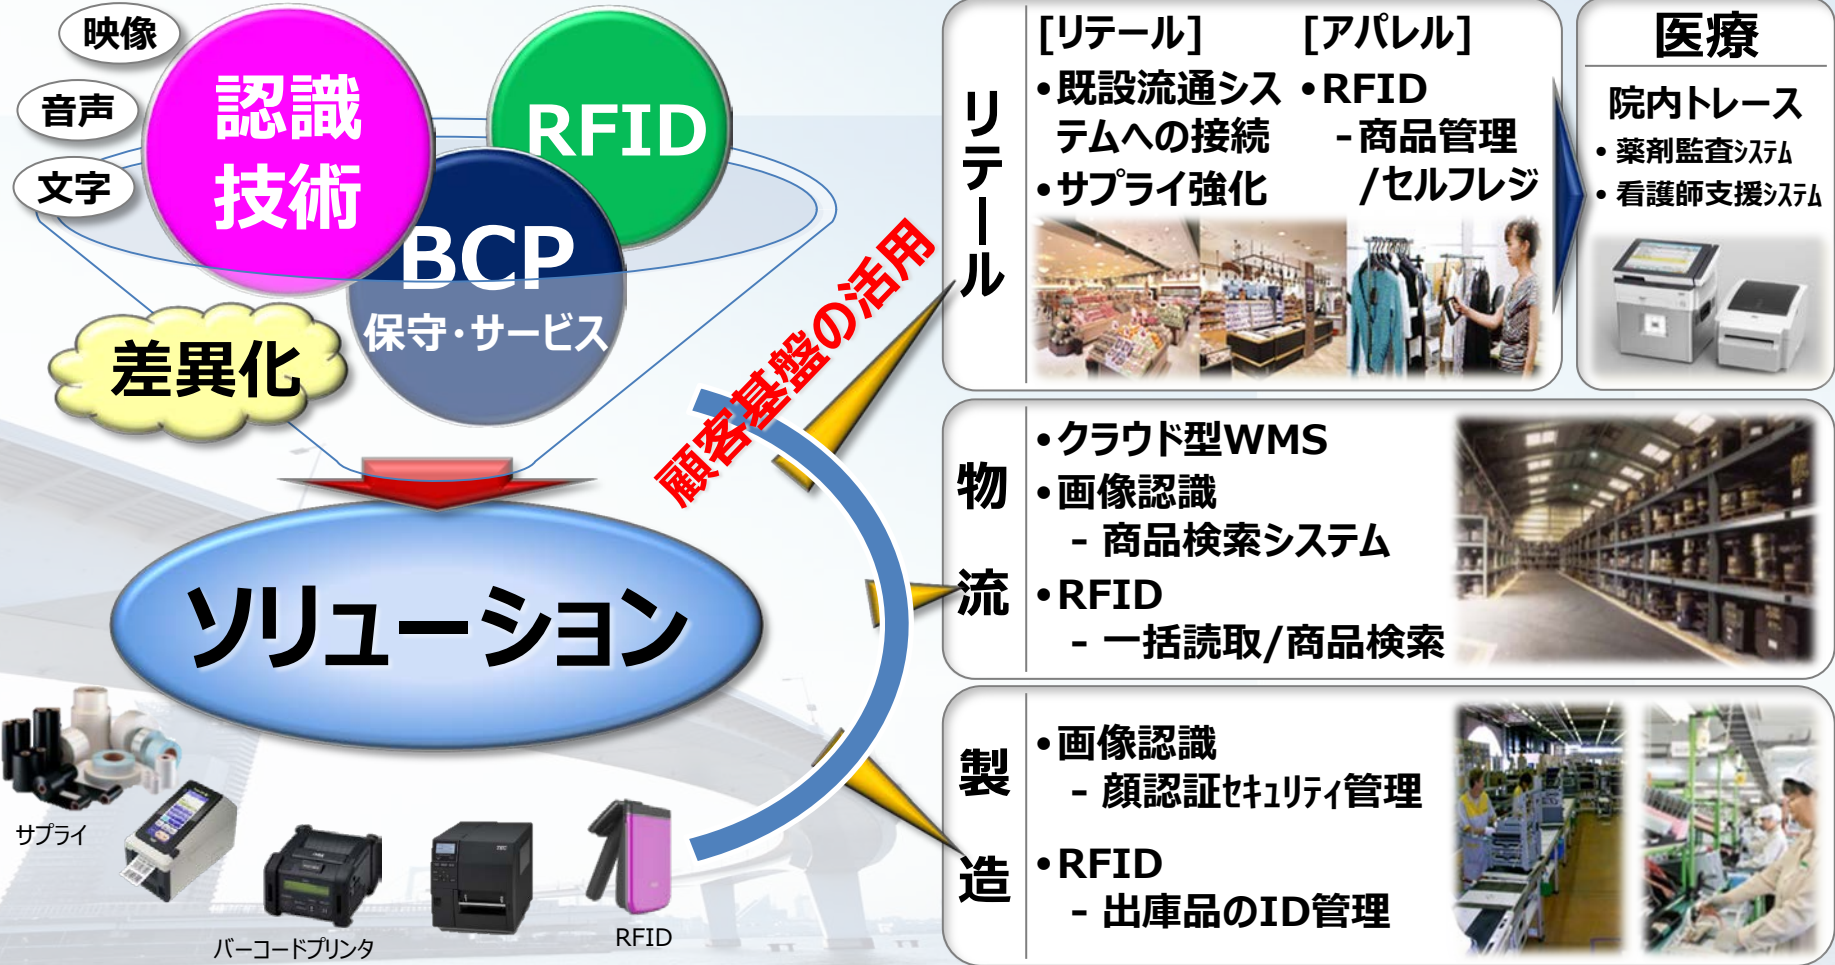 映像
音声
文字
認識
技術
RFID
BCP
保守・サービス
差異化
ソリューション
顧客基盤の活用
サプライ
バーコードプリンタ
RFID
リテール
[リテール]
•既設流通シス
テムへの接続
•サプライ強化
[アパレル]
•RFID
-商品管理
/セルフレジ
医療
院内トレース
• 薬剤監査ｼｽﾃﾑ
• 看護師支援ｼｽﾃﾑ
物流
•クラウド型WMS
•画像認識
- 商品検索システム
•RFID
- 一括読取/商品検索
製造
•画像認識
- 顔認証ｾｷｭﾘﾃｨ管理
•RFID
- 出庫品のID管理